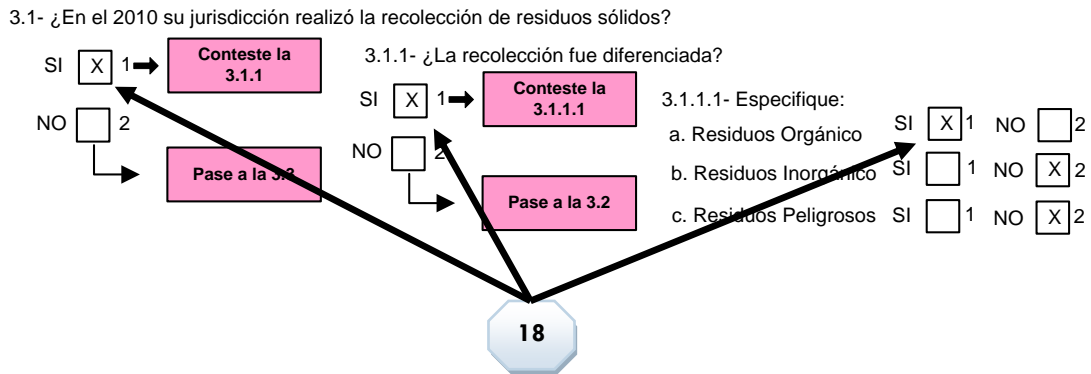 3.1- ¿En el 2010 su jurisdicción realizó la recolección de residuos sólidos?
SI X 1
Conteste la
3.1.1
NO 2
Pase a la 3.3
3.1.1- ¿La recolección fue diferenciada?
SI X 1
Conteste la
3.1.1.1
NO 2
Pase a la 3.2
3.1.1.1- Especifique:
a. Residuos Orgánico SI X 1 NO 2
b. Residuos Inorgánico SI 1 NO X 2
c. Residuos Peligrosos SI 1 NO X 2
18